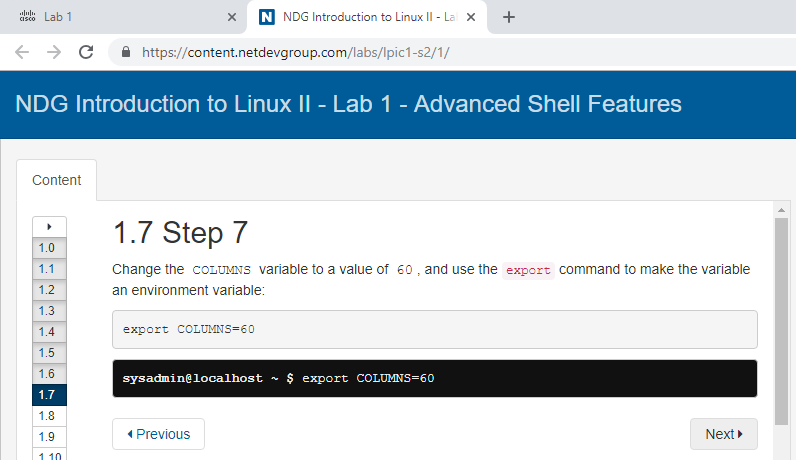 cisco Lab 1
NDG Introduction to Linux II - La
https://content.netdevgroup.com/labs/lpic1-s2/1/
NDG Introduction to Linux II - Lab 1 - Advanced Shell Features
Content
1.0
1.1
1.2
1.3
1.4
1.5
1.6
1.7
1.8
1.9
1.10
1.7 Step 7
Change the COLUMNS variable to a value of 60 , and use the export command to make the variable
an environment variable:
export COLUMNS=60
sysadmin@localhost ~ $ export COLUMNS=60
Previous
Next